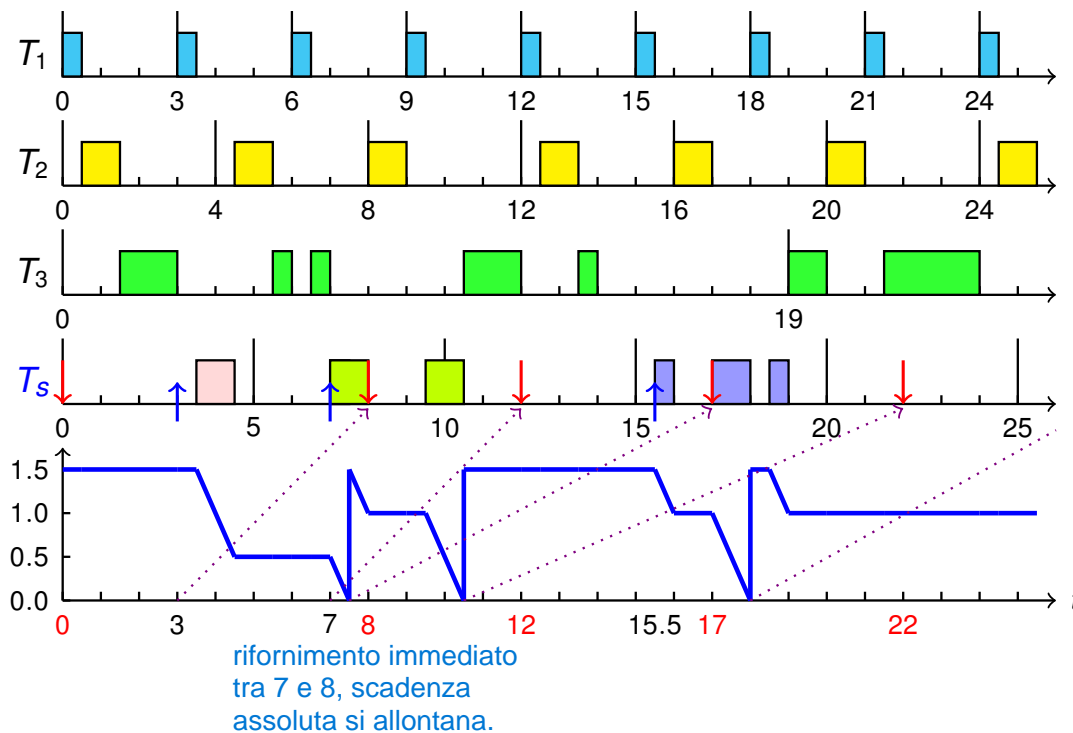 T1
0 3 6 9 12 15 18 21 24
T2
0 4 8 12 16 20 24
T3
0 19
Ts
0 5 10 15 20 25
1.5
1.0
0.5
0.0
0 3 7 8 12 15.5 17 22
rifornimento immediato
tra 7 e 8, scadenza
assoluta si allontana.